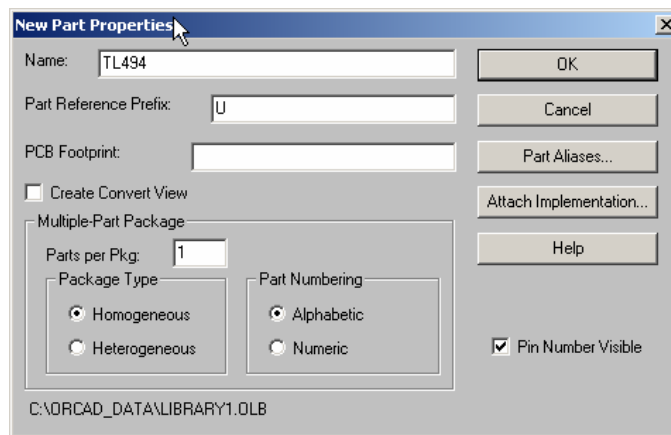 New Part Properties
Name: TL494
OK
Part Reference Prefix: U
Cancel
PCB Footprint:
Part Aliases...
Create Convert View
Attach Implementation...
Multiple-Part Package
Parts per Pkg: 1
Help
Package Type
Part Numbering
Homogeneous
Alphabetic
Heterogeneous
Numeric
Pin Number Visible
C:\ORCAD_DATA\LIBRARY1.OLB